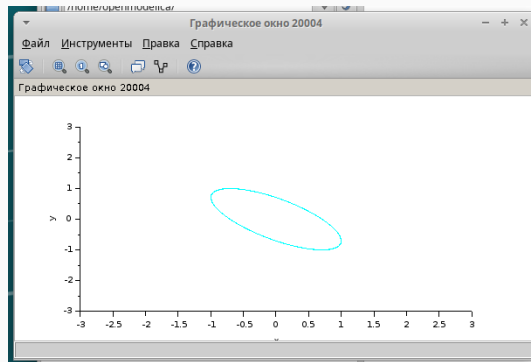 /home/openmodelica/
Графическое окно 20004
Файл Инструменты Правка Справка
Графическое окно 20004
3
2
1
0
-1
-2
-3
y
-3 -2.5 -2 -1.5 -1 -0.5 0 0.5 1 1.5 2 2.5 3